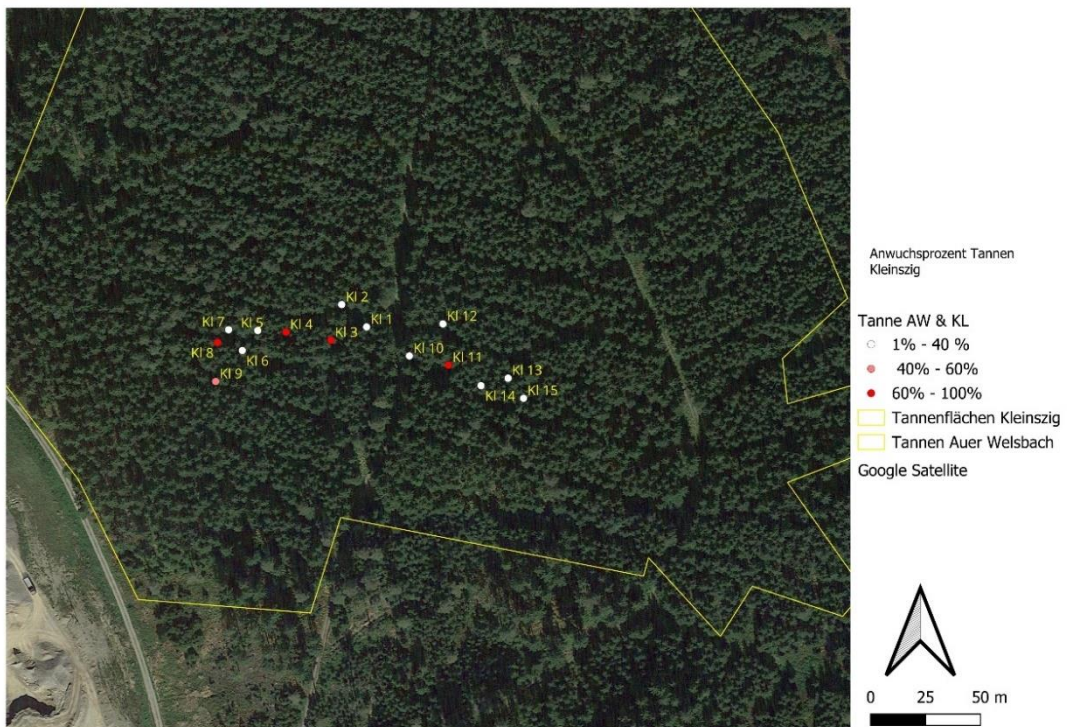 Kl 2
Kl 12
Kl 7
Kl 5
Kl 4
Kl 3
Kl 1
Kl 8
Kl 6
Kl 10
Kl 11
Kl 9
Kl 13
Kl 14
Kl 15
Anwuchsprozent Tannen
Kleinszig
Tanne AW & KL
1% - 40 %
40% - 60%
60% - 100%
Tannenflächen Kleinszig
Tannen Auer Welsbach
Google Satellite
0 25 50 m